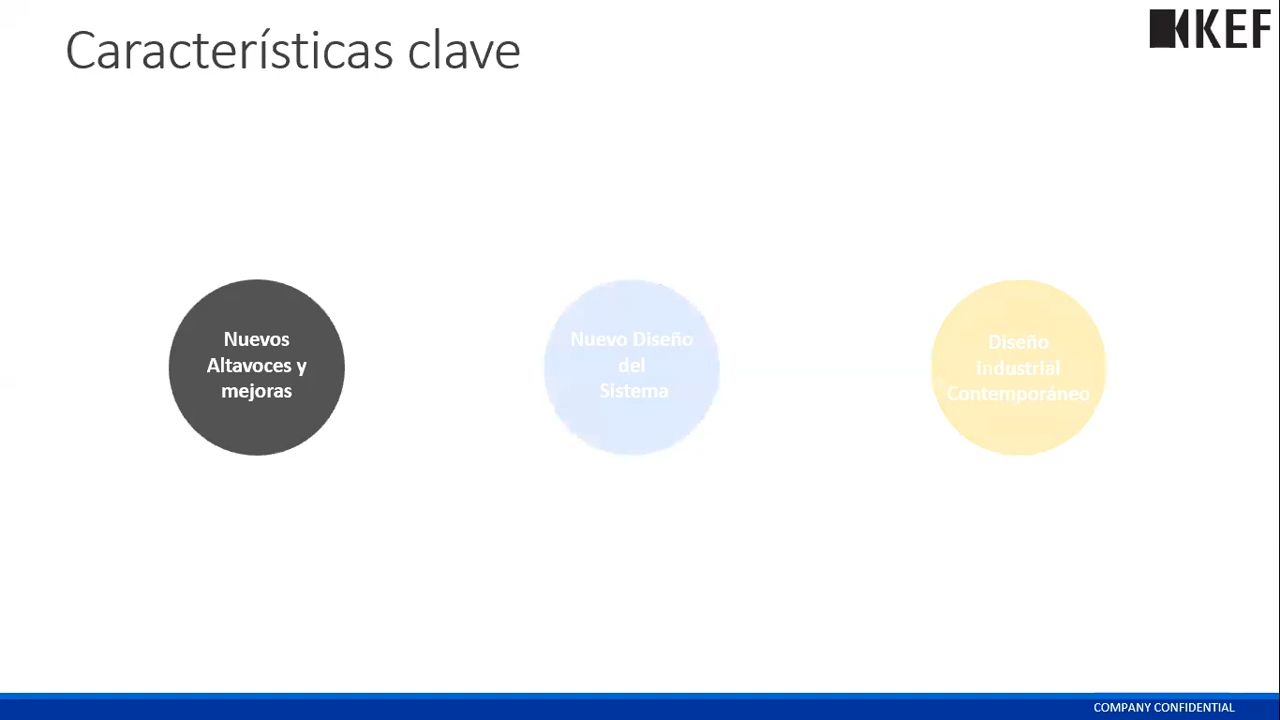 Características clave
KEF
Nuevos
Altavoces y
mejoras
Nuevo Diseño
del
Sistema
Diseño
industrial
Contemporáneo
COMPANY CONFIDENTIAL